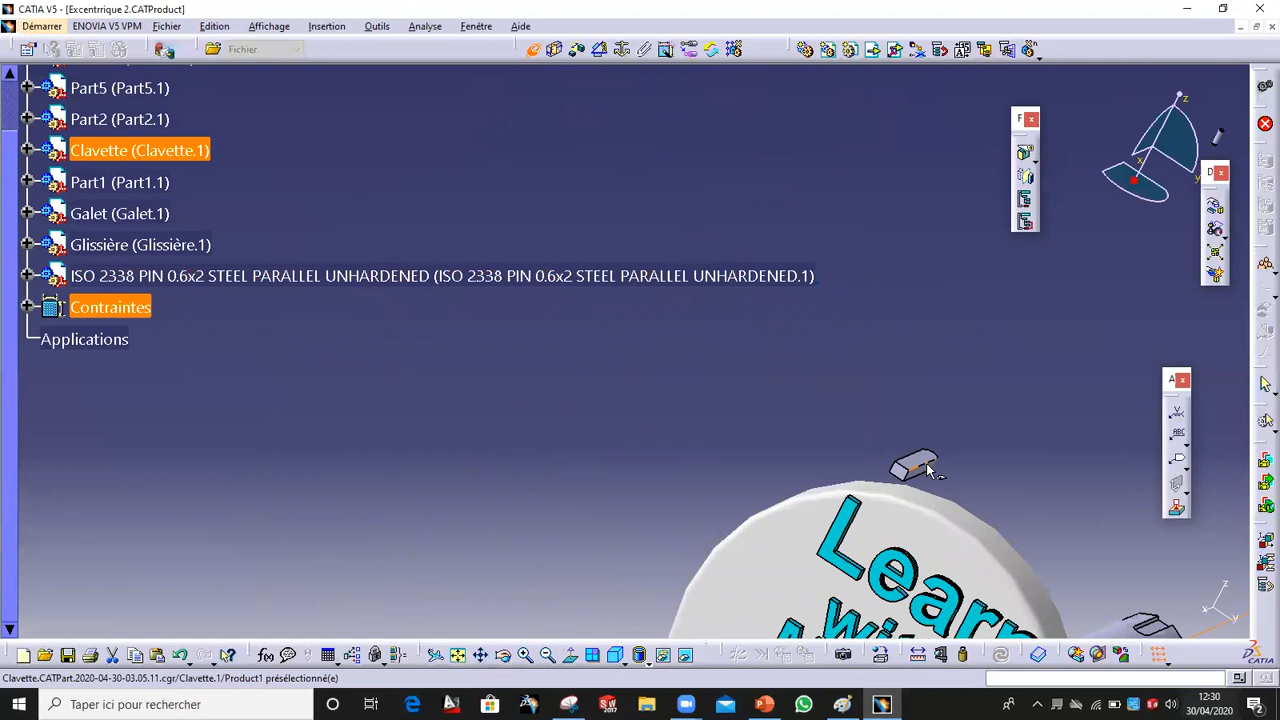 CATIA V5 - [Excentrrique 2.CATProduct]
Démarrer ENOVIA V5 VPM Fichier Edition Affichage Insertion Outils Analyse Fenêtre Aide
Fichier
Part5 (Part5.1)
Part2 (Part2.1)
Clavette (Clavette.1)
Part1 (Part1.1)
Galet (Galet.1)
Glissière (Glissière.1)
ISO 2338 PIN 0.6x2 STEEL PARALLEL UNHARDENED (ISO 2338 PIN 0.6x2 STEEL PARALLEL UNHARDENED.1)
Contraintes
Applications
F
z
x
y
D
A
ABC
Learn
z
x
y
f(x)
CATIA
Clavette.CATPart.2020-04-30-03.05.11.cgr/Clavette.1/Product1 présélectionné(e)
Taper ici pour rechercher
12:30
30/04/2020